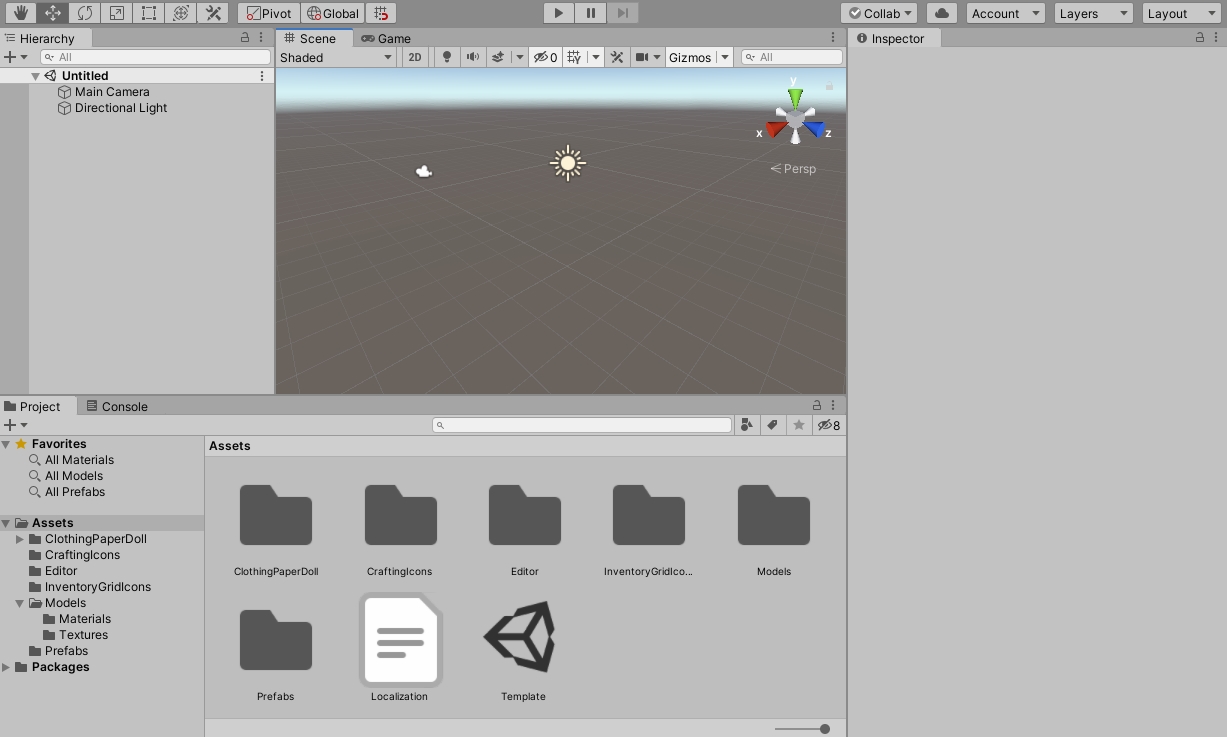 Pivot Global Collab Account Layers Layout
Hierarchy
All
Untitled
Main Camera
Directional Light
Scene Game
Shaded 2D 0 Gizmos All
y
x z
Persp
Inspector
Project Console
8
Favorites
All Materials
All Models
All Prefabs
Assets
ClothingPaperDoll
CraftingIcons
Editor
InventoryGridIcons
Models
Materials
Textures
Prefabs
Packages
Assets
ClothingPaperDoll CraftingIcons Editor InventoryGridIco... Models
Prefabs Localization Template